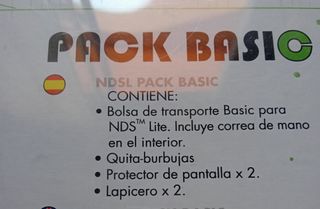 PACK BASIC
NDSL PACK BASIC
CONTIENE:
• Bolsa de transporte Basic para
NDS™ Lite. Incluye correa de mano
en el interior.
• Quita-burbujas
• Protector de pantalla x 2.
• Lapicero x 2.